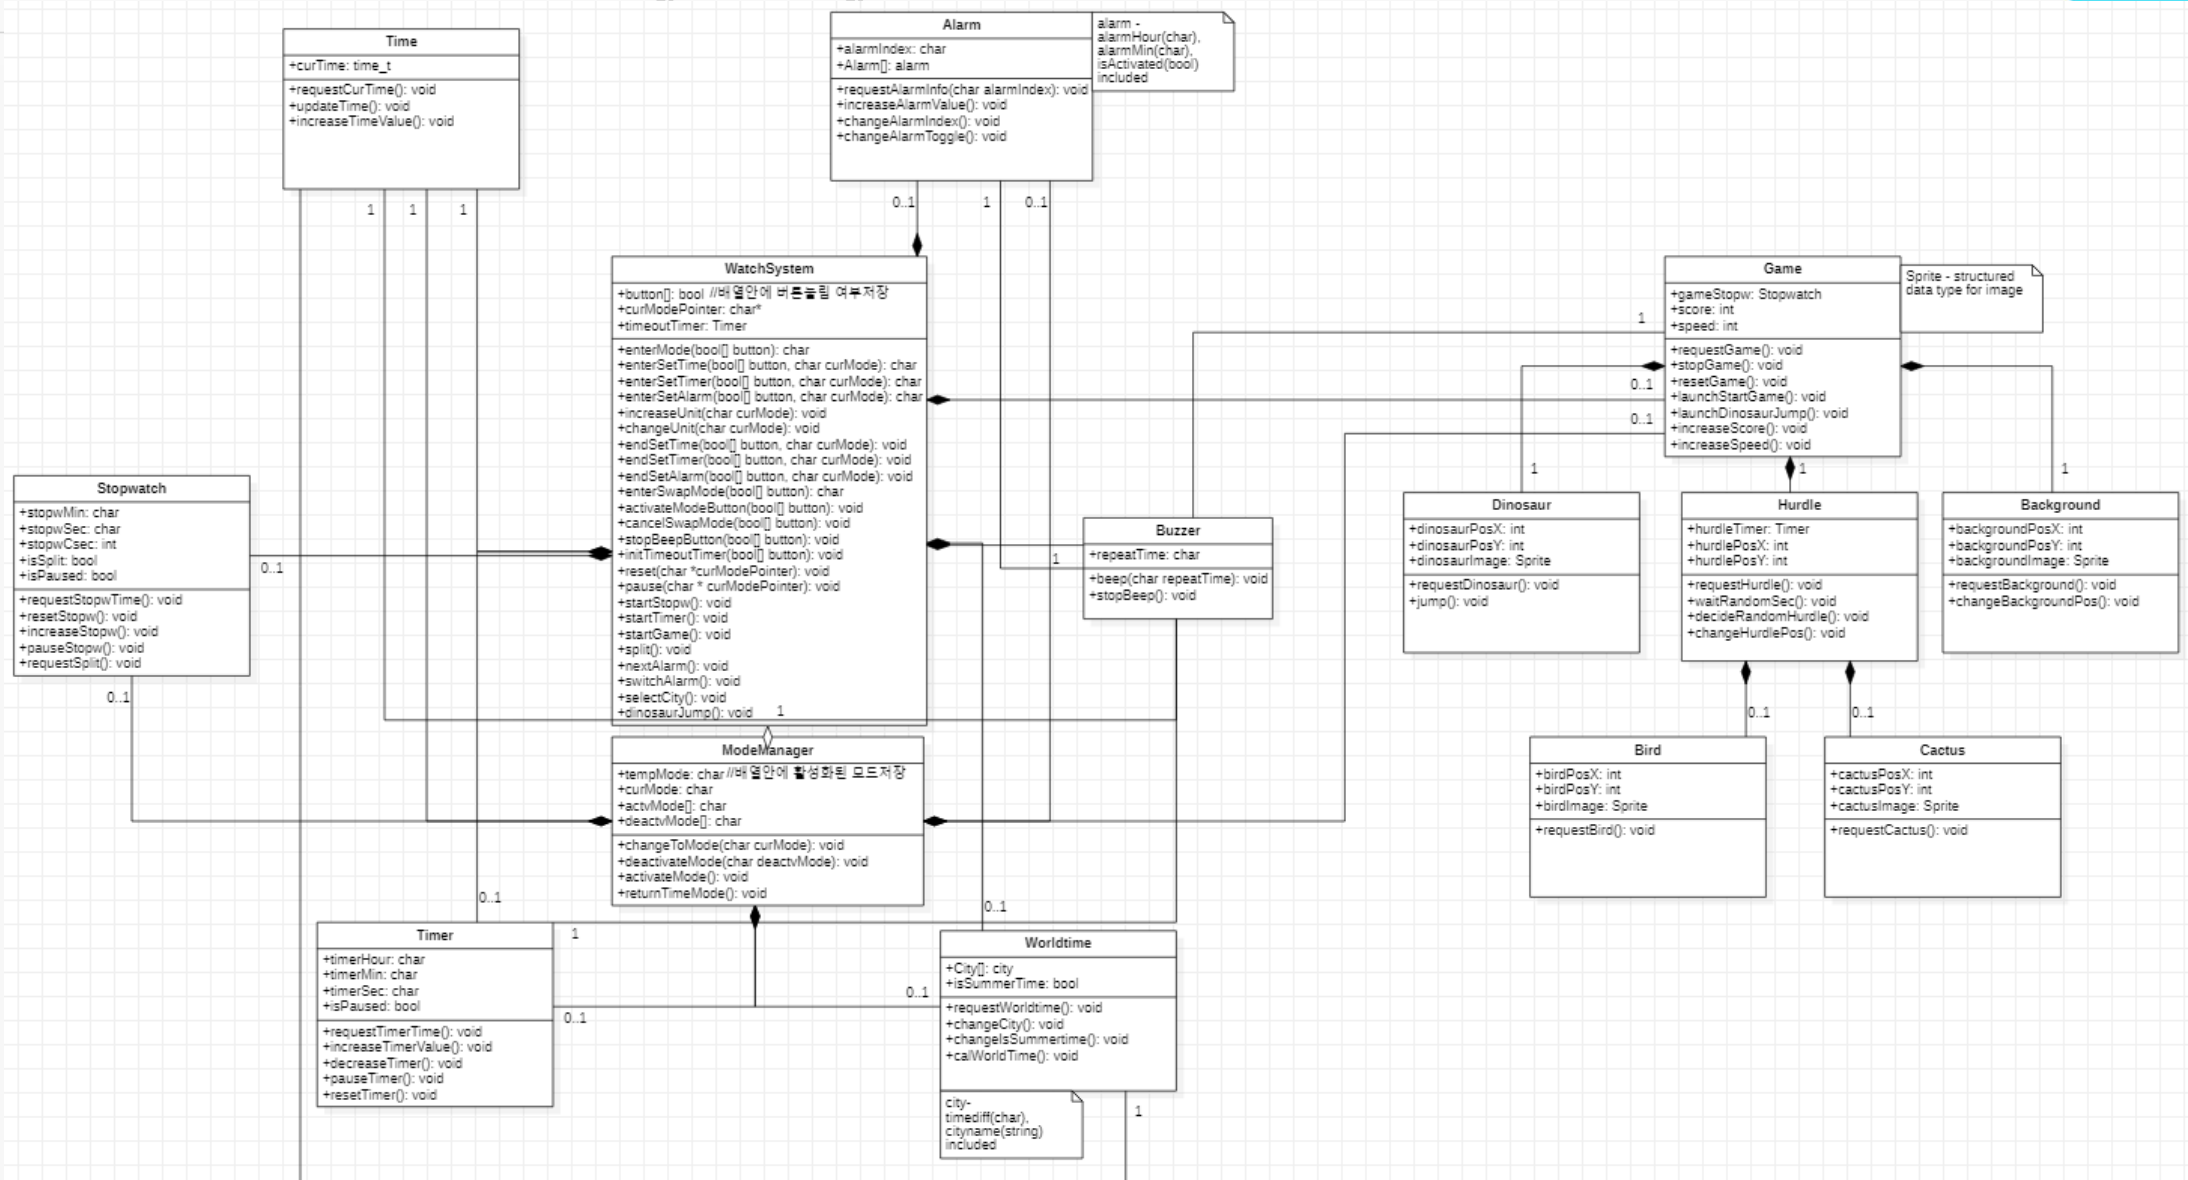 Time
+curTime: time_t
+requestCurTime(): void
+updateTime(): void
+increaseTimeValue(): void
1
1
1
Alarm
+alarmIndex: char
+Alarm[]: alarm
+requestAlarmInfo(char alarmIndex): void
+increaseAlarmValue(): void
+changeAlarmIndex(): void
+changeAlarmToggle(): void
alarm -
alarmHour(char),
alarmMin(char),
isActivated(bool)
included
0..1
1
0..1
WatchSystem
+button[]: bool //배열안에 버튼눌림 여부저장
+curModePointer: char*
+timeoutTimer: Timer
+enterMode(bool[] button): char
+enterSetTime(bool[] button, char curMode): char
+enterSetTimer(bool[] button, char curMode): char
+enterSetAlarm(bool[] button, char curMode): char
+increaseUnit(char curMode): void
+changeUnit(char curMode): void
+endSetTime(bool[] button, char curMode): void
+endSetTimer(bool[] button, char curMode): void
+endSetAlarm(bool[] button, char curMode): void
+enterSwapMode(bool[] button): char
+activateModeButton(bool[] button): void
+cancelSwapMode(bool[] button): void
+stopBeepButton(bool[] button): void
+initTimeoutTimer(bool[] button): void
+reset(char *curModePointer): void
+pause(char * curModePointer): void
+startStopw(): void
+startTimer(): void
+startGame(): void
+split(): void
+nextAlarm(): void
+switchAlarm(): void
+selectCity(): void
+dinosaurJump(): void
1
Game
+gameStopw: Stopwatch
+score: int
+speed: int
+requestGame(): void
+stopGame(): void
+resetGame(): void
+launchStartGame(): void
+launchDinosaurJump(): void
+increaseScore(): void
+increaseSpeed(): void
Sprite - structured
data type for image
1
0..1
0..1
1
1
1
Stopwatch
+stopwMin: char
+stopwSec: char
+stopwCsec: int
+isSplit: bool
+isPaused: bool
+requestStopwTime(): void
+resetStopw(): void
+increaseStopw(): void
+pauseStopw(): void
+requestSplit(): void
0..1
0..1
Buzzer
+repeatTime: char
+beep(char repeatTime): void
+stopBeep(): void
1
Dinosaur
+dinosaurPosX: int
+dinosaurPosY: int
+dinosaurImage: Sprite
+requestDinosaur(): void
+jump(): void
Hurdle
+hurdleTimer: Timer
+hurdlePosX: int
+hurdlePosY: int
+requestHurdle(): void
+waitRandomSec(): void
+decideRandomHurdle(): void
+changeHurdlePos(): void
Background
+backgroundPosX: int
+backgroundPosY: int
+backgroundImage: Sprite
+requestBackground(): void
+changeBackgroundPos(): void
0..1
0..1
ModeManager
+tempMode: char //배열안에 활성화된 모드저장
+curMode: char
+actvMode[]: char
+deactvMode[]: char
+changeToMode(char curMode): void
+deactivateMode(char deactvMode): void
+activateMode(): void
+returnTimeMode(): void
Bird
+birdPosX: int
+birdPosY: int
+birdImage: Sprite
+requestBird(): void
Cactus
+cactusPosX: int
+cactusPosY: int
+cactusImage: Sprite
+requestCactus(): void
0..1
0..1
Timer
+timerHour: char
+timerMin: char
+timerSec: char
+isPaused: bool
+requestTimerTime(): void
+increaseTimerValue(): void
+decreaseTimer(): void
+pauseTimer(): void
+resetTimer(): void
1
0..1
0..1
Worldtime
+City[]: city
+isSummerTime: bool
+requestWorldtime(): void
+changeCity(): void
+changeIsSummertime(): void
+calWorldTime(): void
city-
timediff(char),
cityname(string)
included
1